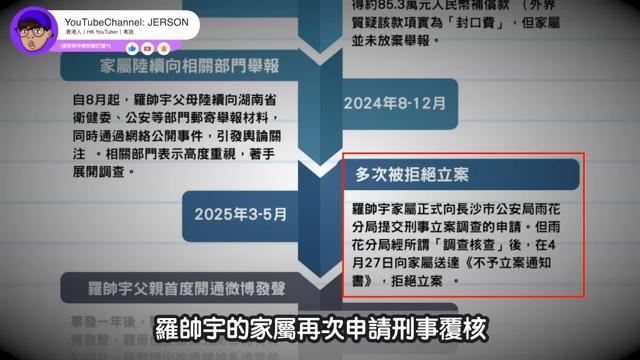 YouTubeChannel: JERSON
香港人｜HK YouTuber｜粵語
得約85.3萬元人民幣補償款（外界
質疑該款項實為「封口費」，但家屬
並未放棄舉報。
家屬陸續向相關部門舉報
自8月起，羅帥宇父母陸續向湖南省
衛健委、公安等部門郵寄舉報材料，
同時通過網絡公開事件，引發輿論關
注 。相關部門表示高度重視，著手
展開調查。
2024年8-12月
多次被拒絕立案
羅帥宇家屬正式向長沙市公安局雨花
分局提交刑事立案調查的申請。但雨
花分局經所謂「調查核查」後，在4
月27日向家屬送達《不予立案通知
書》，拒絕立案 。
2025年3-5月
羅帥宇父親首度開通微博發聲
事發一年後，
羅帥宇的家屬再次申請刑事覆核